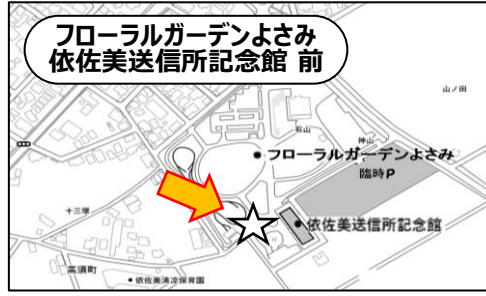 フローラルガーデンよさみ
依佐美送信所記念館 前
山ノ田
石山
神山
フローラルガーデンよさみ
臨時P
十三塚
依佐美送信所記念館
高須町
依佐美清涼保育園